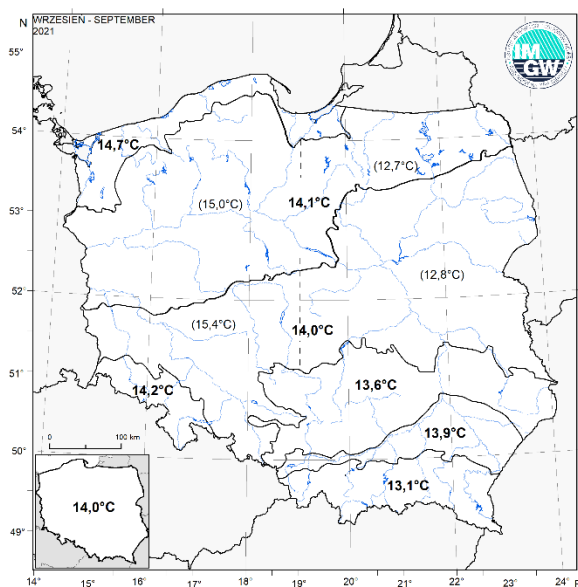 WRZESIEN - SEPTEMBER
2021
N
IM
GW
55°
54°
53°
52°
51°
50°
49°
14,7°C
(12,7°C)
(15,0°C)
14,1°C
(12,8°C)
(15,4°C)
14,0°C
14,2°C
13,6°C
13,9°C
13,1°C
0 100 km
14,0°C
14° 15° 16° 17° 18° 19° 20° 21° 22° 23° 24°